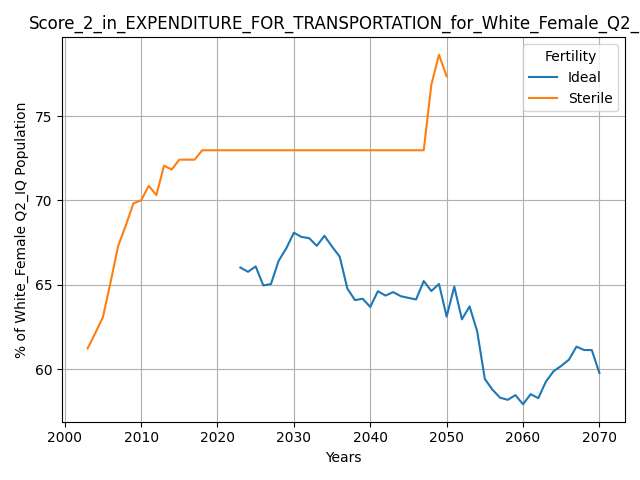 Score_2_in_EXPENDITURE_FOR_TRANSPORTATION_for_White_Female_Q2_
Fertility
Ideal
Sterile
% of White_Female Q2_IQ Population
75
70
65
60
2000 2010 2020 2030 2040 2050 2060 2070
Years